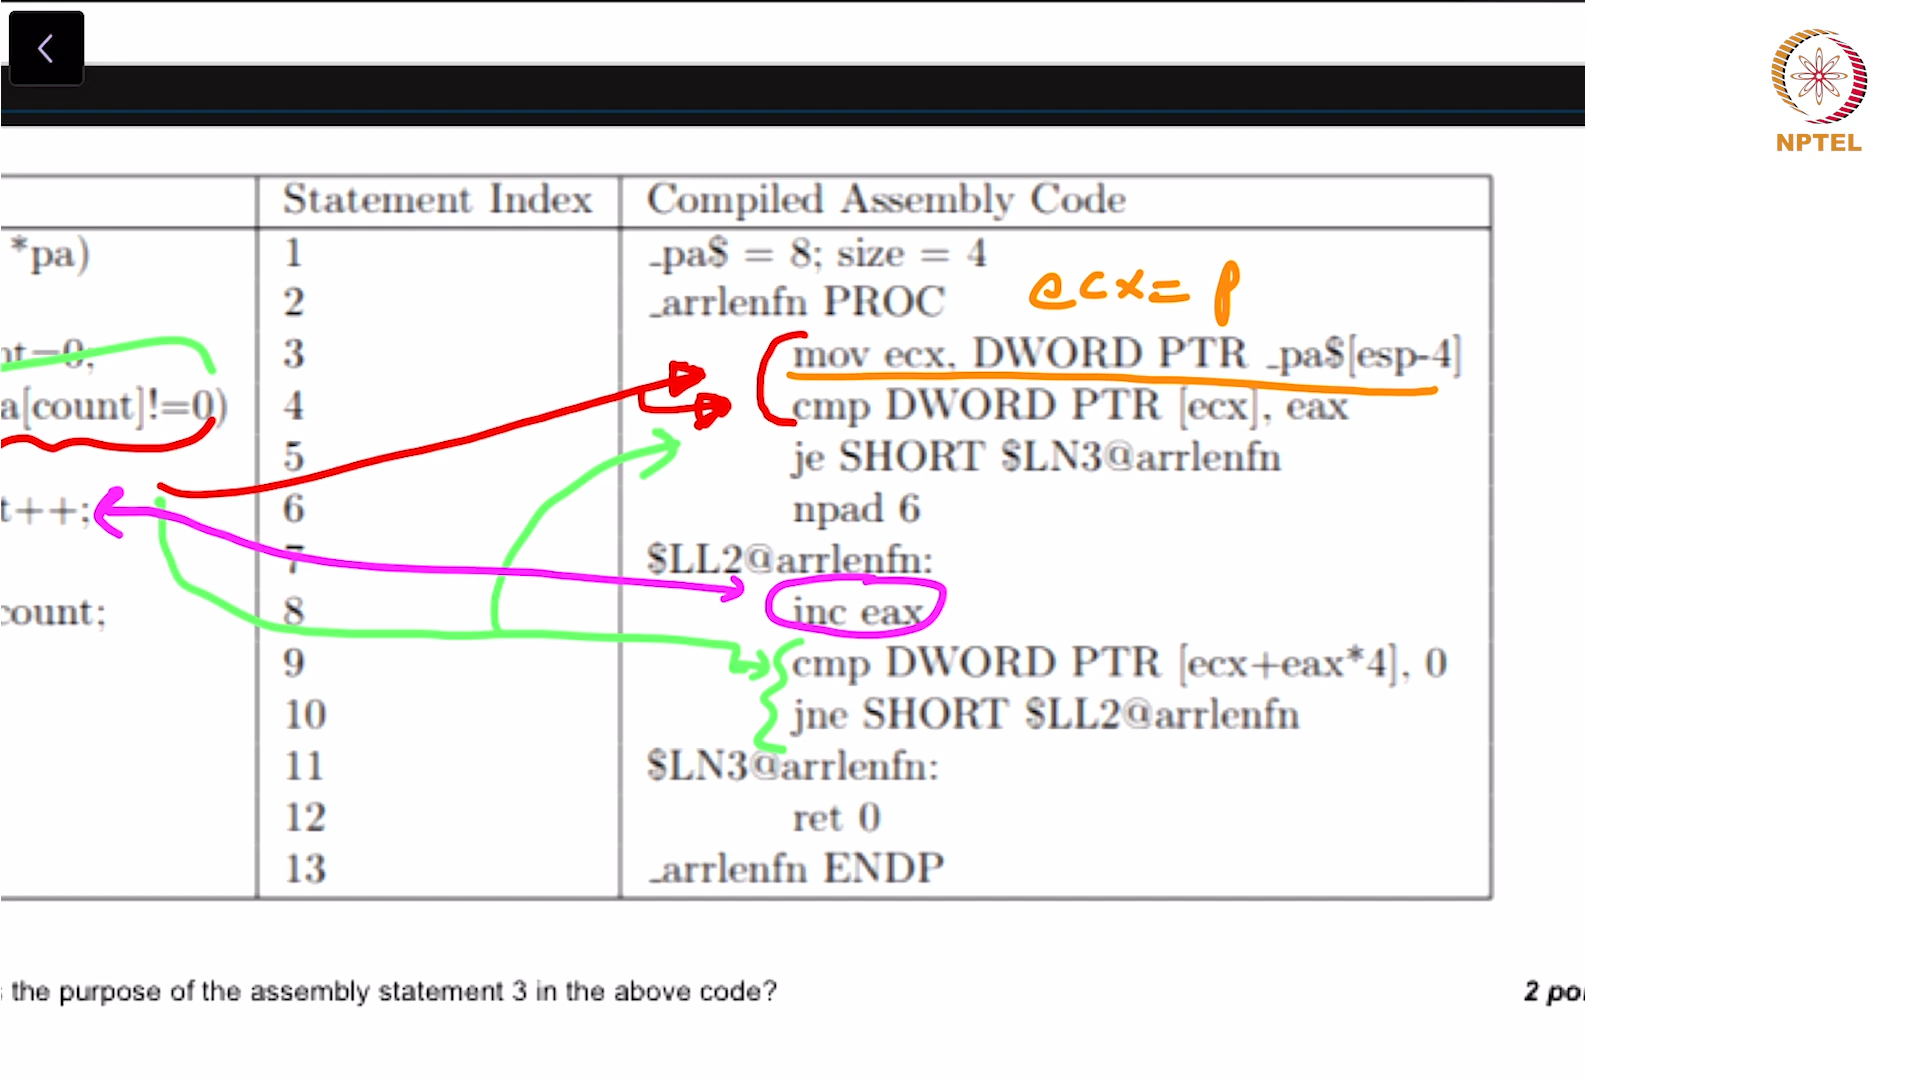 NPTEL
Statement Index Compiled Assembly Code
*pa) 1 _pa$ = 8; size = 4
ecx= p
2 _arrlenfn PROC
nt=0; 3 mov ecx, DWORD PTR _pa$[esp-4]
a[count]!=0) 4 cmp DWORD PTR [ecx], eax
5 je SHORT $LN3@arrlenfn
t++; 6 npad 6
7 $LL2@arrlenfn:
count; 8 inc eax
9 cmp DWORD PTR [ecx+eax*4], 0
10 jne SHORT $LL2@arrlenfn
11 $LN3@arrlenfn:
12 ret 0
13 _arrlenfn ENDP
the purpose of the assembly statement 3 in the above code? 2 po